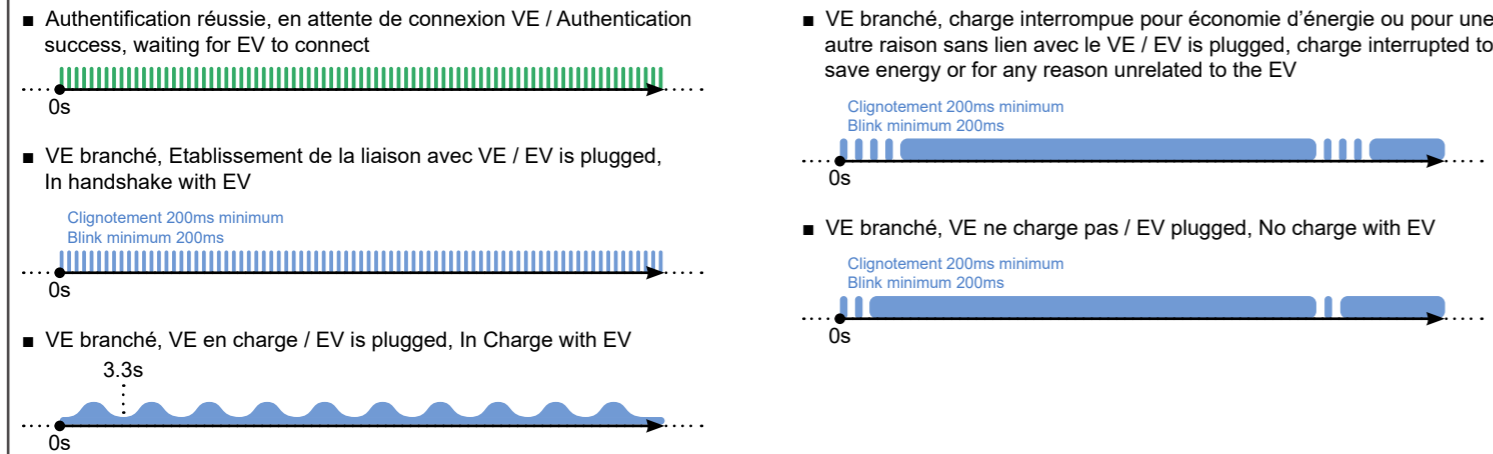 ■ Authentification réussie, en attente de connexion VE / Authentication
success, waiting for EV to connect
0s
■ VE branché, Etablissement de la liaison avec VE / EV is plugged,
In handshake with EV
Clignotement 200ms minimum
Blink minimum 200ms
0s
■ VE branché, VE en charge / EV is plugged, In Charge with EV
3.3s
0s
■ VE branché, charge interrompue pour économie d’énergie ou pour une
autre raison sans lien avec le VE / EV is plugged, charge interrupted to
save energy or for any reason unrelated to the EV
Clignotement 200ms minimum
Blink minimum 200ms
0s
■ VE branché, VE ne charge pas / EV plugged, No charge with EV
Clignotement 200ms minimum
Blink minimum 200ms
0s